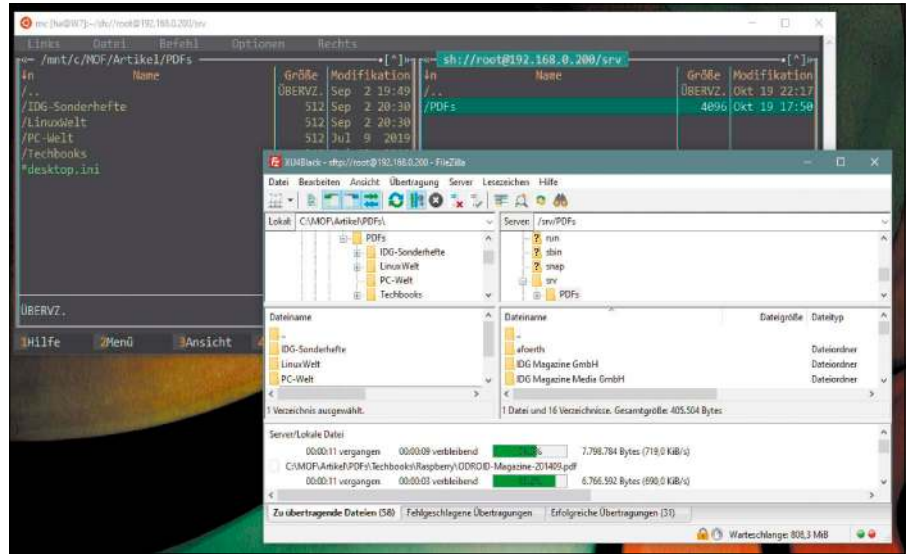 mc [ha@W7]:~/sh://root@192.168.0.200/srv
Links Datei Befehl Optionen Rechts
<- /mnt/c/MOF/Artikel/PDFs [^]>
↓n Name Größe Modifikation
/.. ÜBERVZ. Sep 2 19:49
/IDG-Sonderhefte 512 Sep 2 20:30
/LinuxWelt 512 Sep 2 20:30
/PC-Welt 512 Jul 9 2019
/Techbooks
*desktop.ini
ÜBERVZ.
1Hilfe 2Menü 3Ansicht
<- sh://root@192.168.0.200/srv [^]>
↓n Name Größe Modifikation
/.. ÜBERVZ. Okt 19 22:17
/PDFs 4096 Okt 19 17:50
XU4Black - sftp://root@192.168.0.200 - FileZilla
Datei Bearbeiten Ansicht Übertragung Server Lesezeichen Hilfe
Lokal: C:\MOF\Artikel\PDFs\
PDFs
IDG-Sonderhefte
LinuxWelt
PC-Welt
Techbooks
Server: /srv/PDFs
run
sbin
snap
srv
PDFs
Dateiname
..
IDG-Sonderhefte
LinuxWelt
PC-Welt
1 Verzeichnis ausgewählt.
Dateiname Dateigröße Dateityp
..
afoerth Dateiordner
IDG Magazine GmbH Dateiordner
IDG Magazine Media GmbH Dateiordner
1 Datei und 16 Verzeichnisse. Gesamtgröße: 405.504 Bytes
Server/Lokale Datei
00:00:11 vergangen 00:00:09 verbleibend 7.798.784 Bytes (719,0 KiB/s)
C:\MOF\Artikel\PDFs\Techbooks\Raspberry\ODROID-Magazine-201409.pdf
00:00:11 vergangen 00:00:03 verbleibend 6.766.592 Bytes (690,0 KiB/s)
Zu übertragende Dateien (58) Fehlgeschlagene Übertragungen Erfolgreiche Übertragungen (31)
Warteschlange: 808,3 MiB